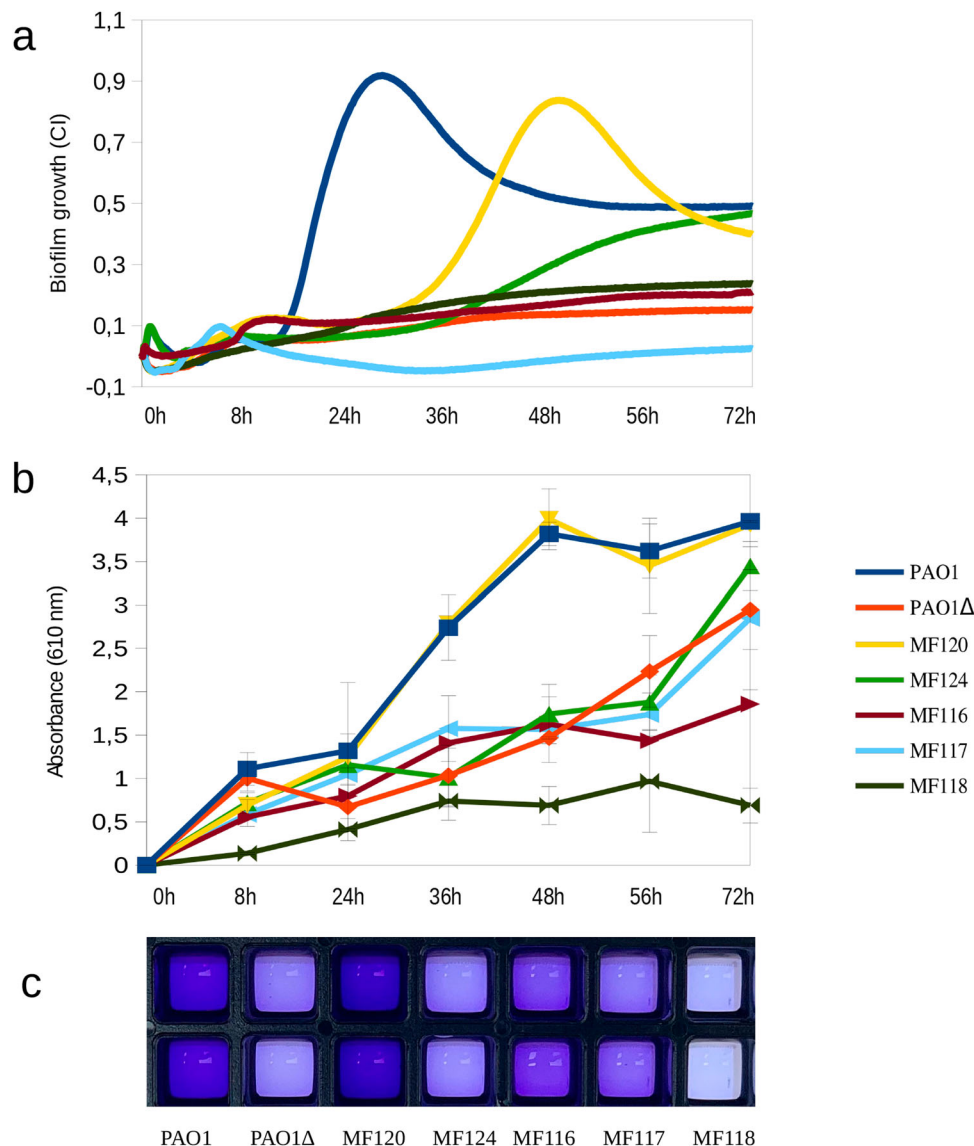 a
Biofilm growth (CI)
1,1
0,9
0,7
0,5
0,3
0,1
-0,1
0h 8h 24h 36h 48h 56h 72h
b
Absorbance (610 nm)
4,5
4
3,5
3
2,5
2
1,5
1
0,5
0
0h 8h 24h 36h 48h 56h 72h
PAO1
PAO1Δ
MF120
MF124
MF116
MF117
MF118
c
PAO1 PAO1Δ MF120 MF124 MF116 MF117 MF118